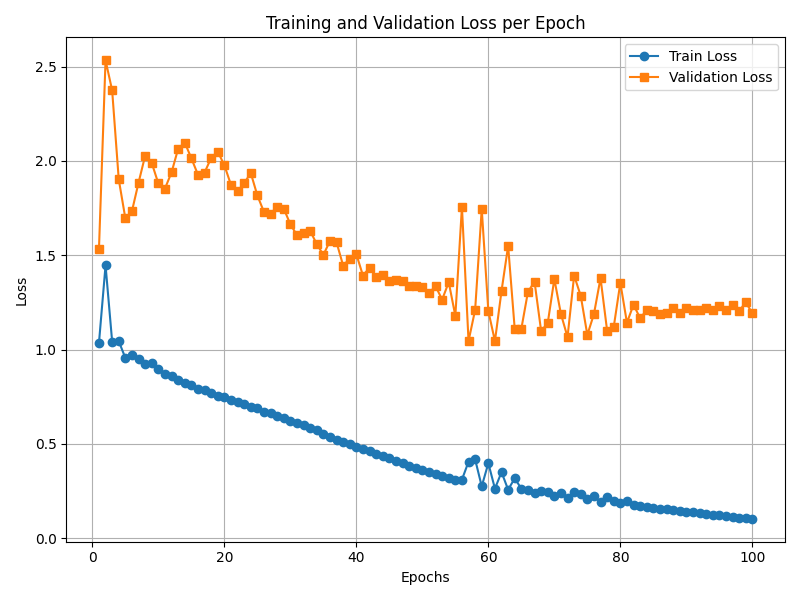 Training and Validation Loss per Epoch
Train Loss
Validation Loss
2.5
2.0
1.5
1.0
0.5
0.0
Loss
0 20 40 60 80 100
Epochs